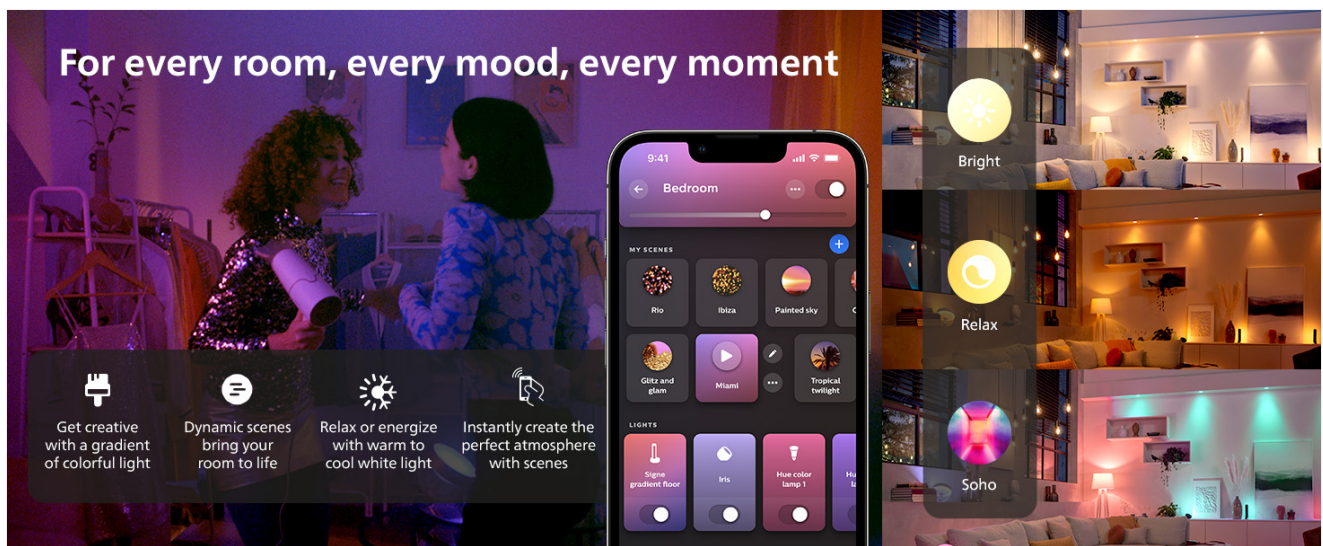 For every room, every mood, every moment
Get creative
with a gradient
of colorful light
Dynamic scenes
bring your
room to life
Relax or energize
with warm to
cool white light
Instantly create the
perfect atmosphere
with scenes
9:41
Bedroom
MY SCENES
Rio
Ibiza
Painted sky
Glitz and
glam
Miami
Tropical
twilight
LIGHTS
Signe
gradient floor
Iris
Hue color
lamp 1
Bright
Relax
Soho